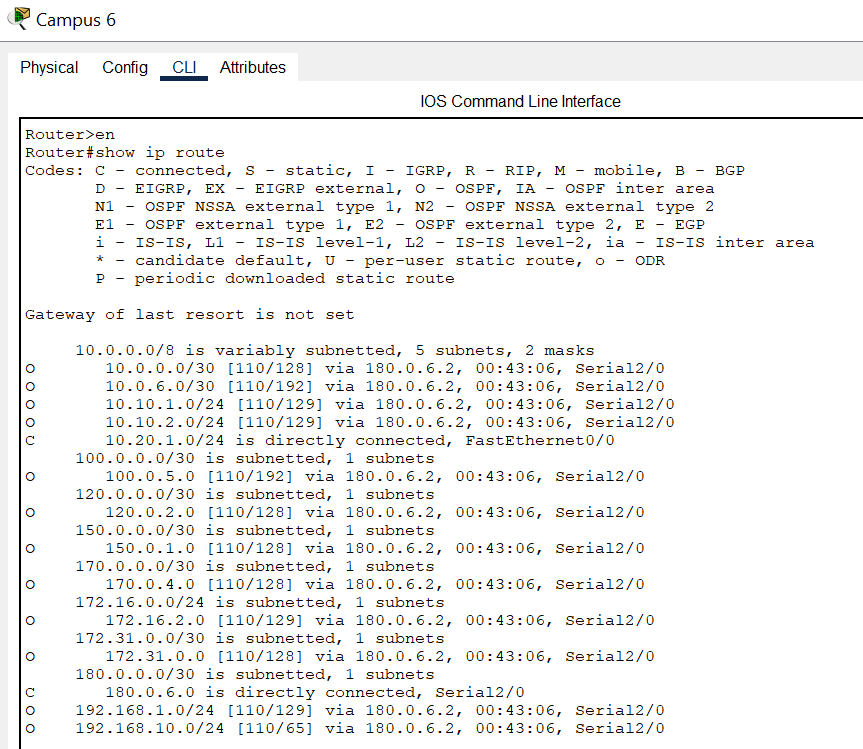 Campus 6
Physical Config CLI Attributes
IOS Command Line Interface
Router>en
Router#show ip route
Codes: C - connected, S - static, I - IGRP, R - RIP, M - mobile, B - BGP
D - EIGRP, EX - EIGRP external, O - OSPF, IA - OSPF inter area
N1 - OSPF NSSA external type 1, N2 - OSPF NSSA external type 2
E1 - OSPF external type 1, E2 - OSPF external type 2, E - EGP
i - IS-IS, L1 - IS-IS level-1, L2 - IS-IS level-2, ia - IS-IS inter area
* - candidate default, U - per-user static route, o - ODR
P - periodic downloaded static route
Gateway of last resort is not set
10.0.0.0/8 is variably subnetted, 5 subnets, 2 masks
O 10.0.0.0/30 [110/128] via 180.0.6.2, 00:43:06, Serial2/0
O 10.0.6.0/30 [110/192] via 180.0.6.2, 00:43:06, Serial2/0
O 10.10.1.0/24 [110/129] via 180.0.6.2, 00:43:06, Serial2/0
O 10.10.2.0/24 [110/129] via 180.0.6.2, 00:43:06, Serial2/0
C 10.20.1.0/24 is directly connected, FastEthernet0/0
100.0.0.0/30 is subnetted, 1 subnets
O 100.0.5.0 [110/192] via 180.0.6.2, 00:43:06, Serial2/0
120.0.0.0/30 is subnetted, 1 subnets
O 120.0.2.0 [110/128] via 180.0.6.2, 00:43:06, Serial2/0
150.0.0.0/30 is subnetted, 1 subnets
O 150.0.1.0 [110/128] via 180.0.6.2, 00:43:06, Serial2/0
170.0.0.0/30 is subnetted, 1 subnets
O 170.0.4.0 [110/128] via 180.0.6.2, 00:43:06, Serial2/0
172.16.0.0/24 is subnetted, 1 subnets
O 172.16.2.0 [110/129] via 180.0.6.2, 00:43:06, Serial2/0
172.31.0.0/30 is subnetted, 1 subnets
O 172.31.0.0 [110/128] via 180.0.6.2, 00:43:06, Serial2/0
180.0.0.0/30 is subnetted, 1 subnets
C 180.0.6.0 is directly connected, Serial2/0
O 192.168.1.0/24 [110/129] via 180.0.6.2, 00:43:06, Serial2/0
O 192.168.10.0/24 [110/65] via 180.0.6.2, 00:43:06, Serial2/0